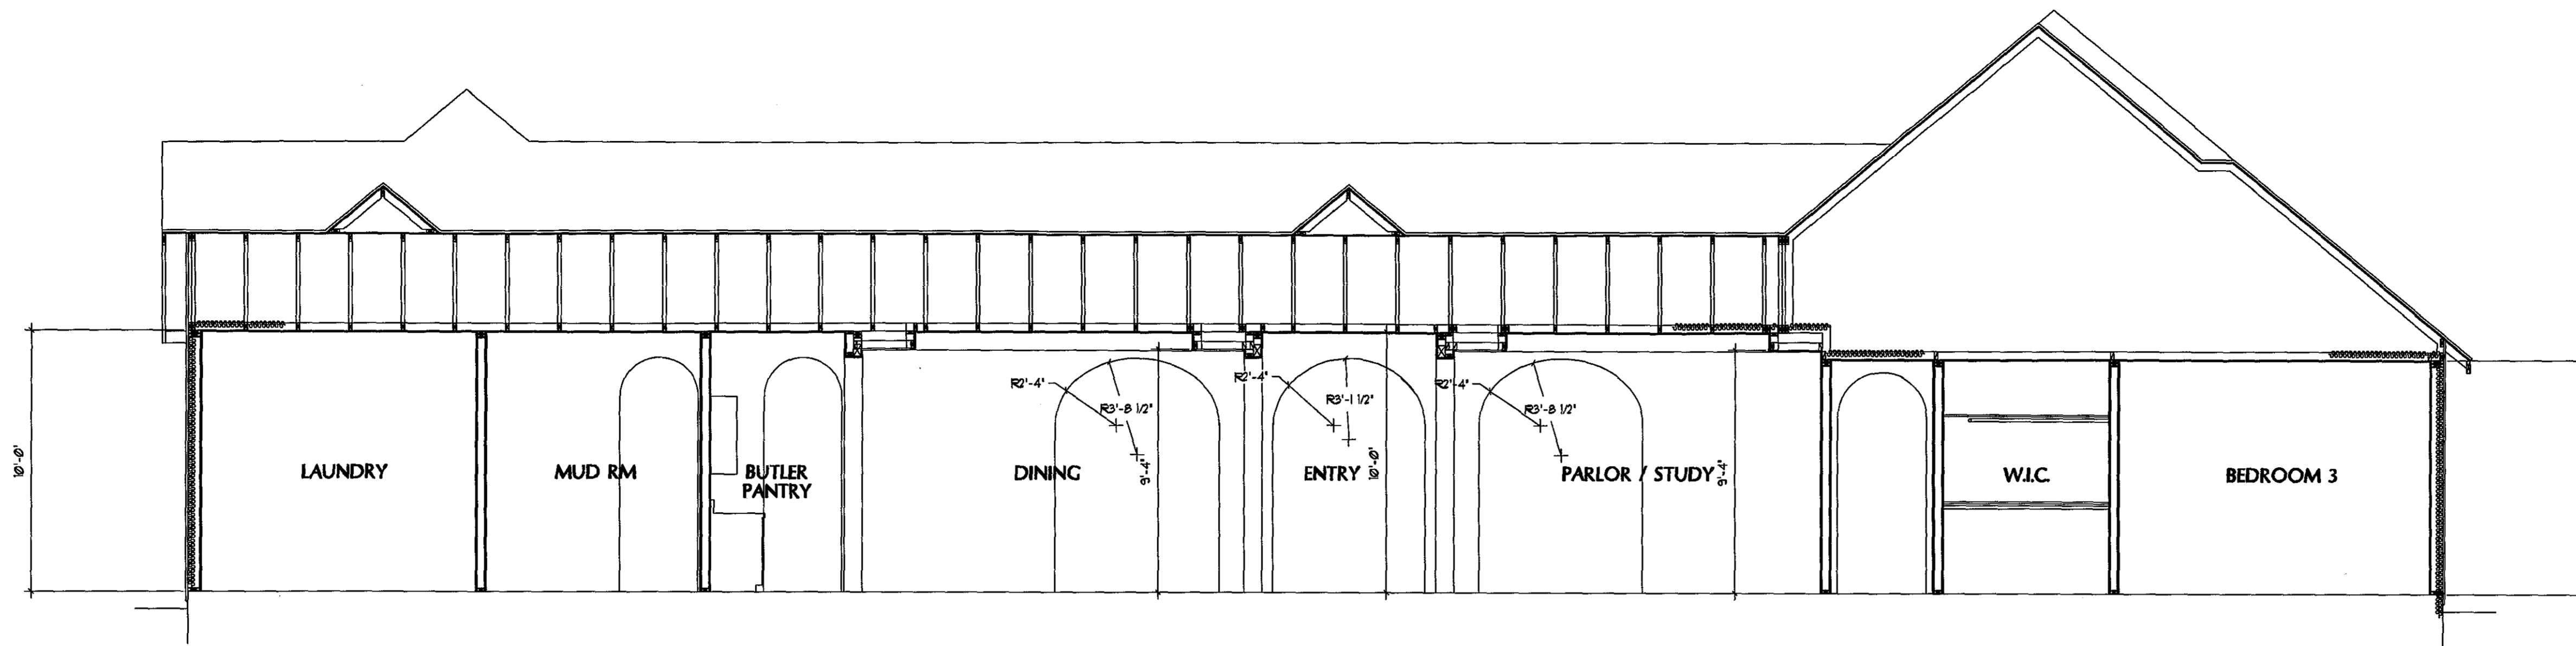 R2'-4"
R3'-8 1/2"
R2'-4"
R3'-1 1/2"
R2'-4"
R3'-8 1/2"
10'-0"
LAUNDRY
MUD RM
BUTLER
PANTRY
DINING
9'-4"
ENTRY
10'-0"
PARLOR / STUDY
9'-4"
W.I.C.
BEDROOM 3